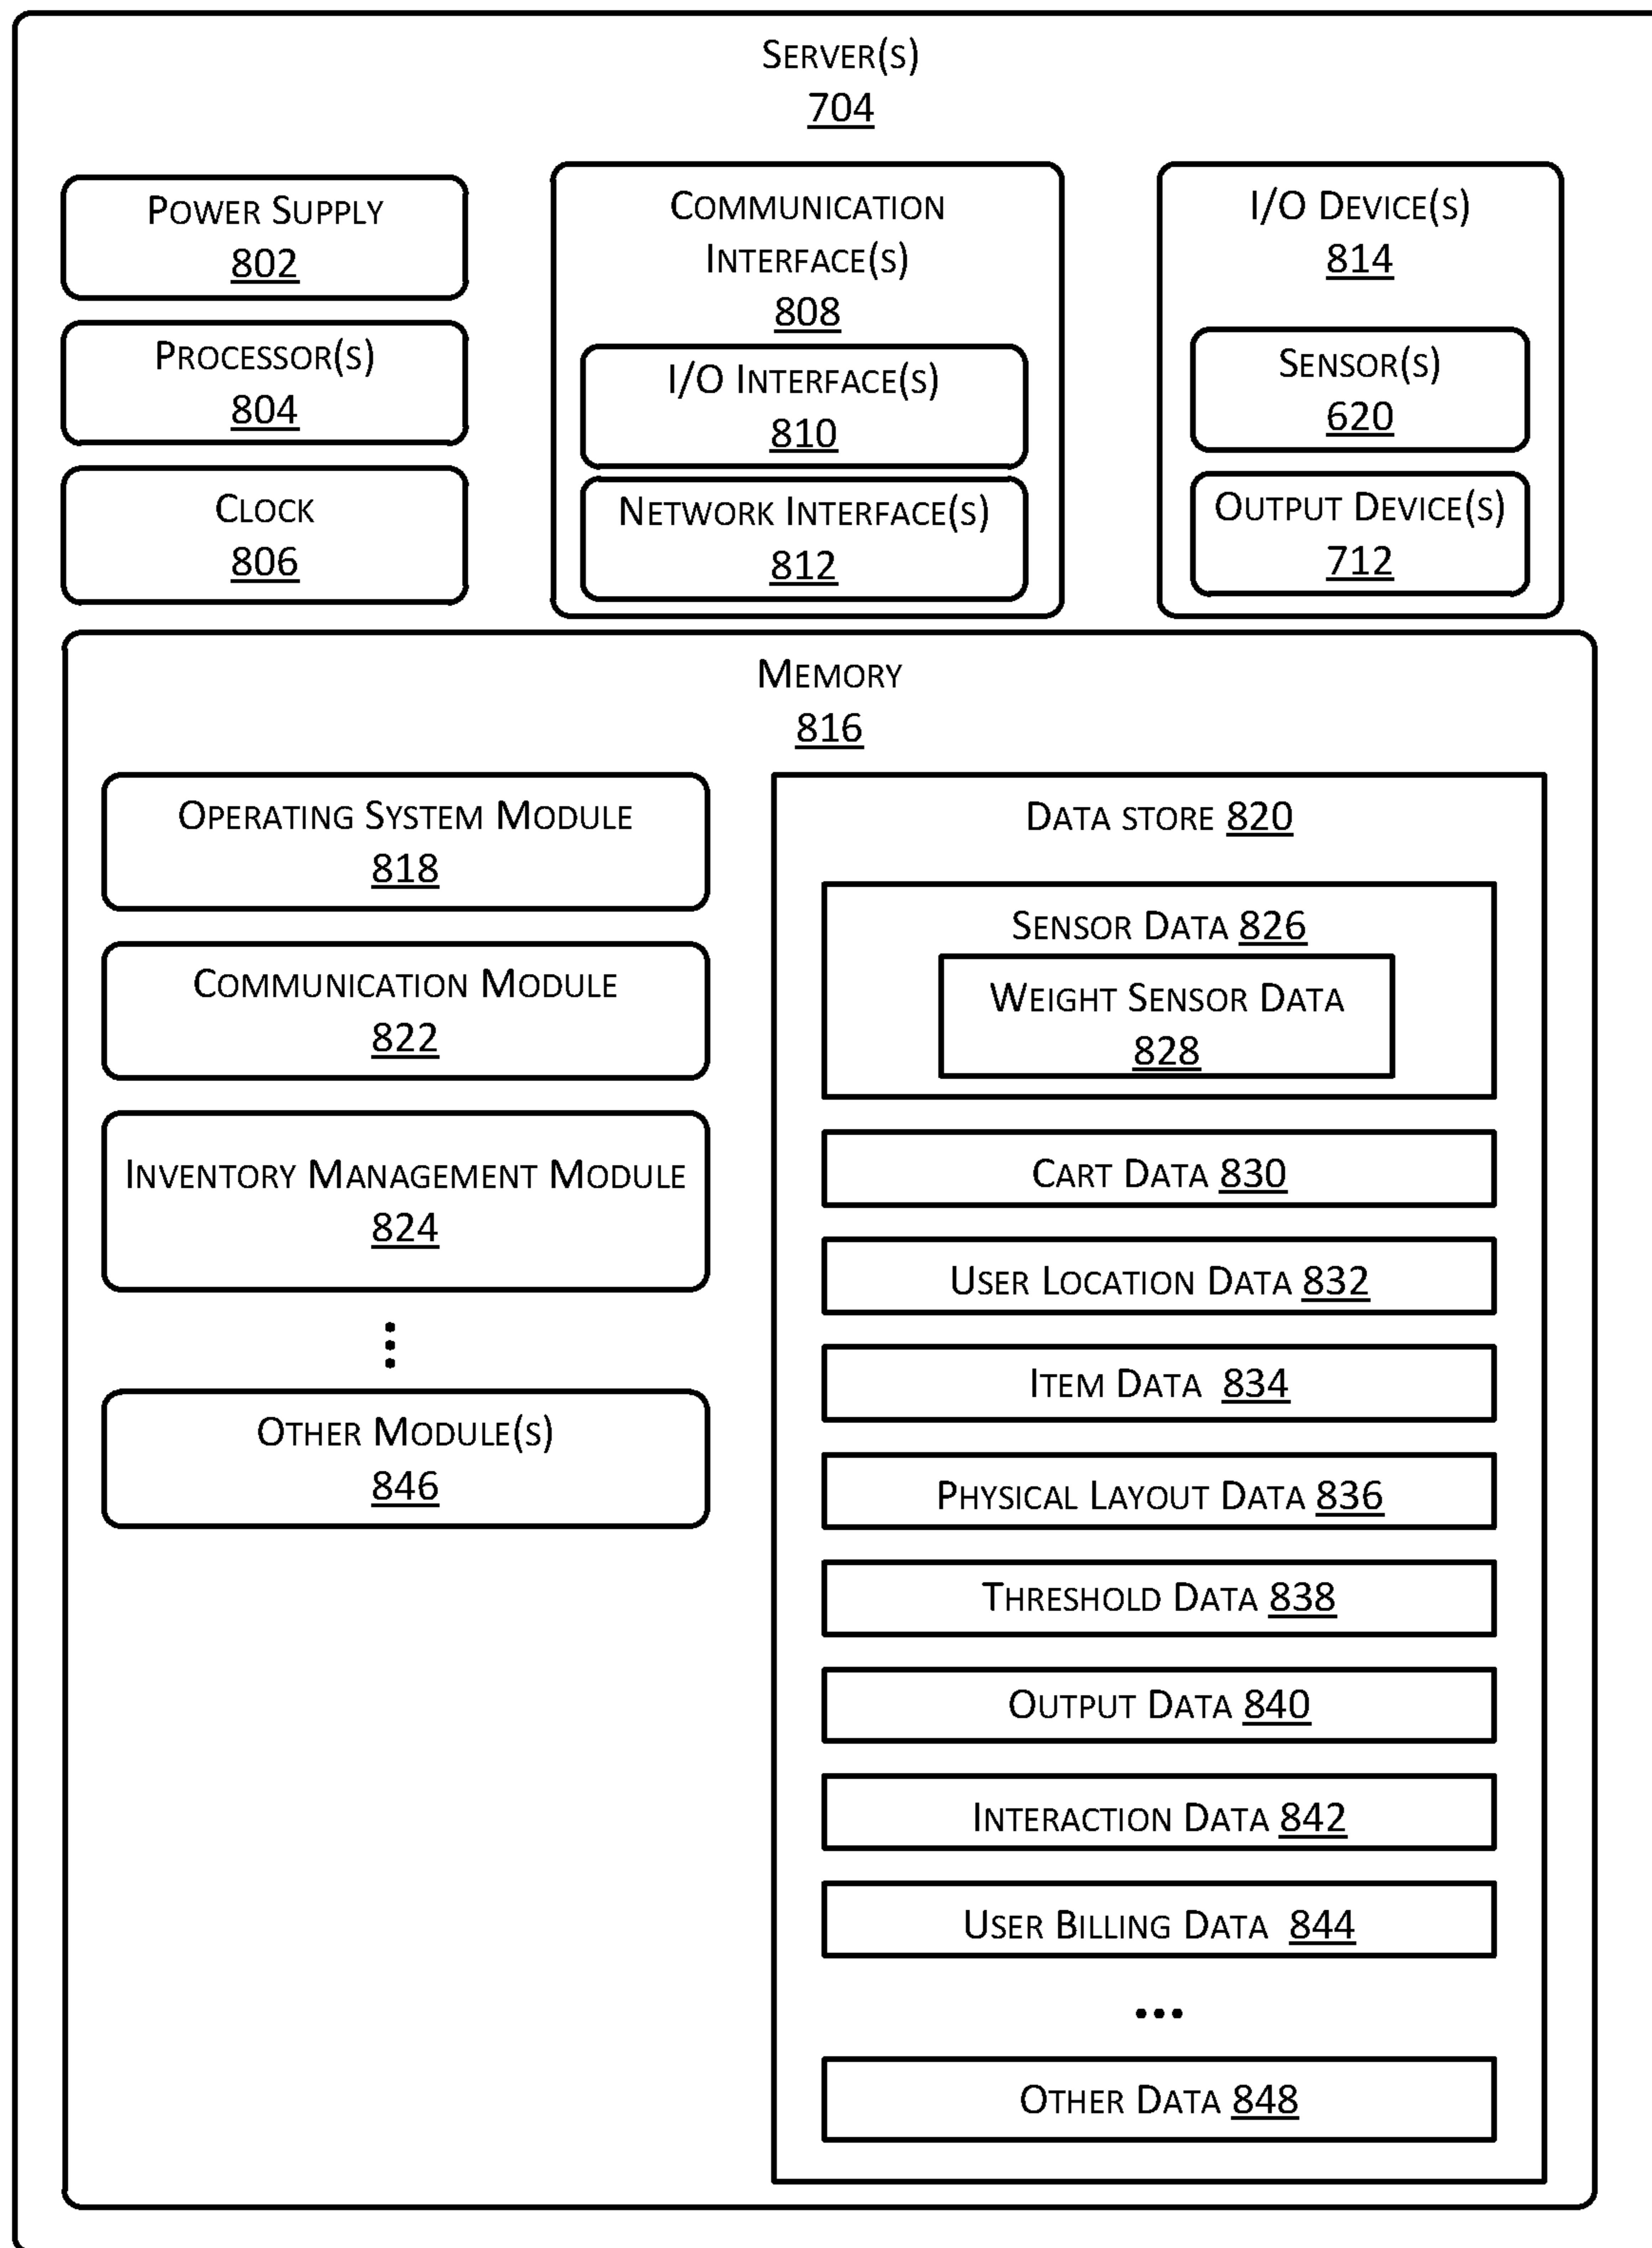 SERVER(S)
704
POWER SUPPLY
802
PROCESSOR(S)
804
CLOCK
806
COMMUNICATION
INTERFACE(S)
808
I/O INTERFACE(S)
810
NETWORK INTERFACE(S)
812
I/O DEVICE(S)
814
SENSOR(S)
620
OUTPUT DEVICE(S)
712
MEMORY
816
OPERATING SYSTEM MODULE
818
COMMUNICATION MODULE
822
INVENTORY MANAGEMENT MODULE
824
OTHER MODULE(S)
846
DATA STORE 820
SENSOR DATA 826
WEIGHT SENSOR DATA
828
CART DATA 830
USER LOCATION DATA 832
ITEM DATA 834
PHYSICAL LAYOUT DATA 836
THRESHOLD DATA 838
OUTPUT DATA 840
INTERACTION DATA 842
USER BILLING DATA 844
...
OTHER DATA 848